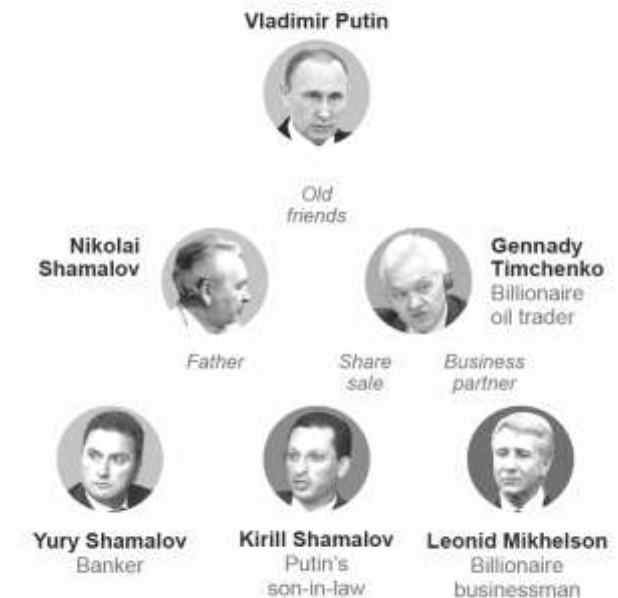 Vladimir Putin
Old
friends
Nikolai
Shamalov
Gennady
Timchenko
Billionaire
oil trader
Father
Share
sale
Business
partner
Yury Shamalov
Banker
Kirill Shamalov
Putin's
son-in-law
Leonid Mikhelson
Billionaire
businessman